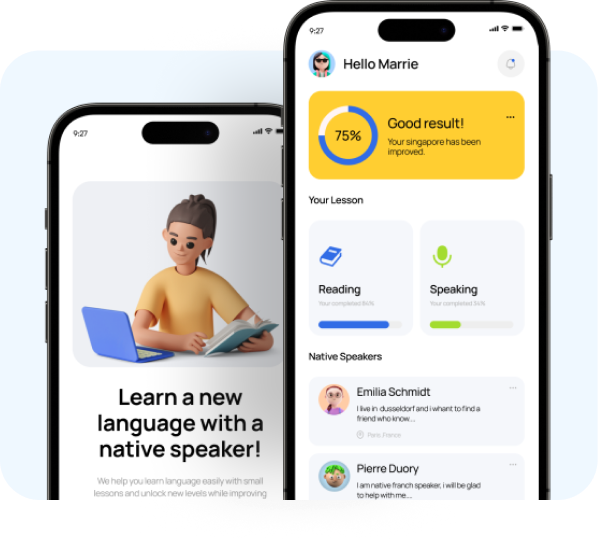 9:27
Learn a new
language with a
native speaker!
We help you learn language easily with small
lessons and unlock new levels while improving
9:27
Hello Marrie
75%
Good result!
Your singapore has been
improved.
Your Lesson
Reading
Your completed 84%
Speaking
Your completed 34%
Native Speakers
Emilia Schmidt
I live in dusseldorf and i whant to find a
friend who know...
Paris, France
Pierre Duory
I am native franch speaker, i will be glad
to help with me...